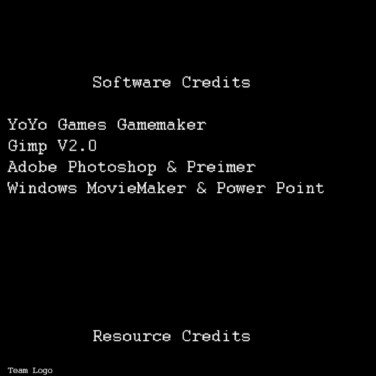 Software Credits
YoYo Games Gamemaker
Gimp V2.0
Adobe Photoshop & Preimer
Windows MovieMaker & Power Point
Resource Credits
Team Logo